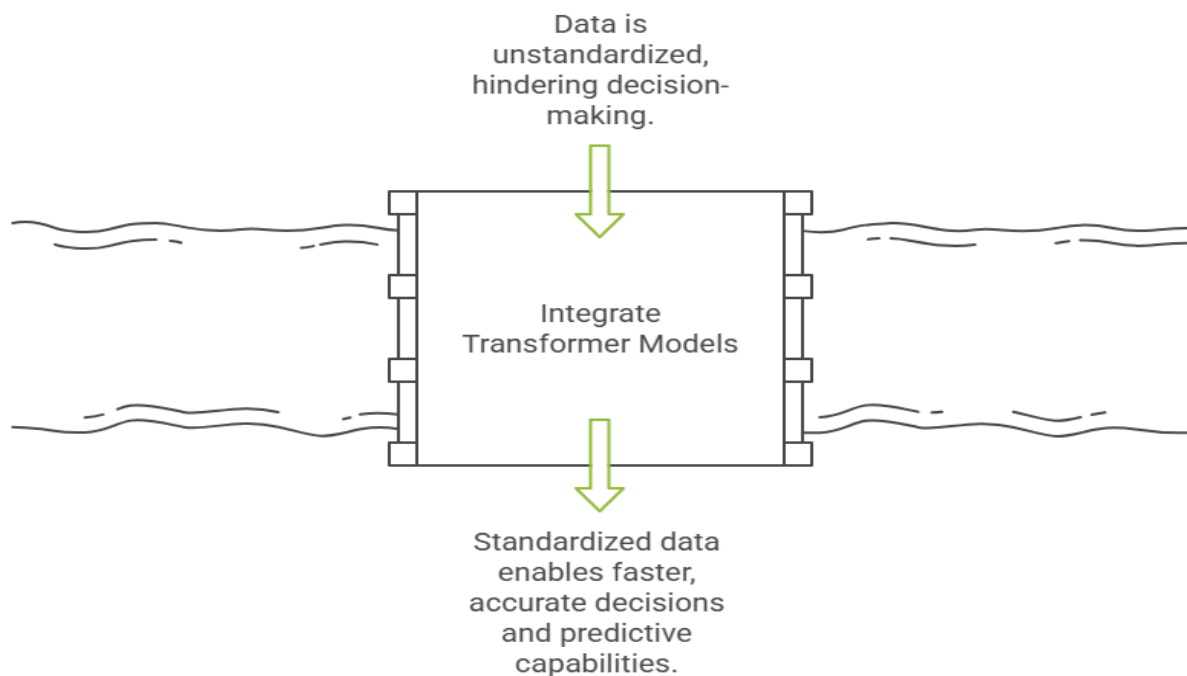 Data is
unstandardized,
hindering decision-
making.
Integrate
Transformer Models
Standardized data
enables faster,
accurate decisions
and predictive
capabilities.